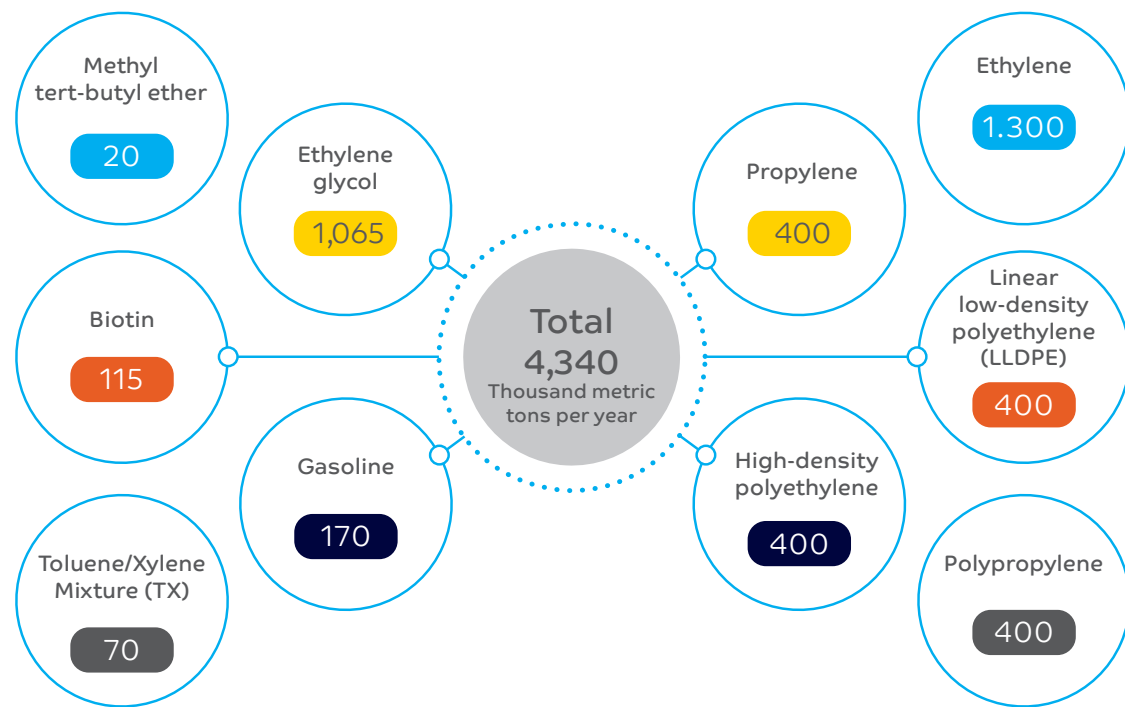 Methyl
tert-butyl ether
20
Ethylene
glycol
1,065
Biotin
115
Gasoline
170
Toluene/Xylene
Mixture (TX)
70
Total
4,340
Thousand metric
tons per year
Propylene
400
Ethylene
1.300
Linear
low-density
polyethylene
(LLDPE)
400
High-density
polyethylene
400
Polypropylene
400